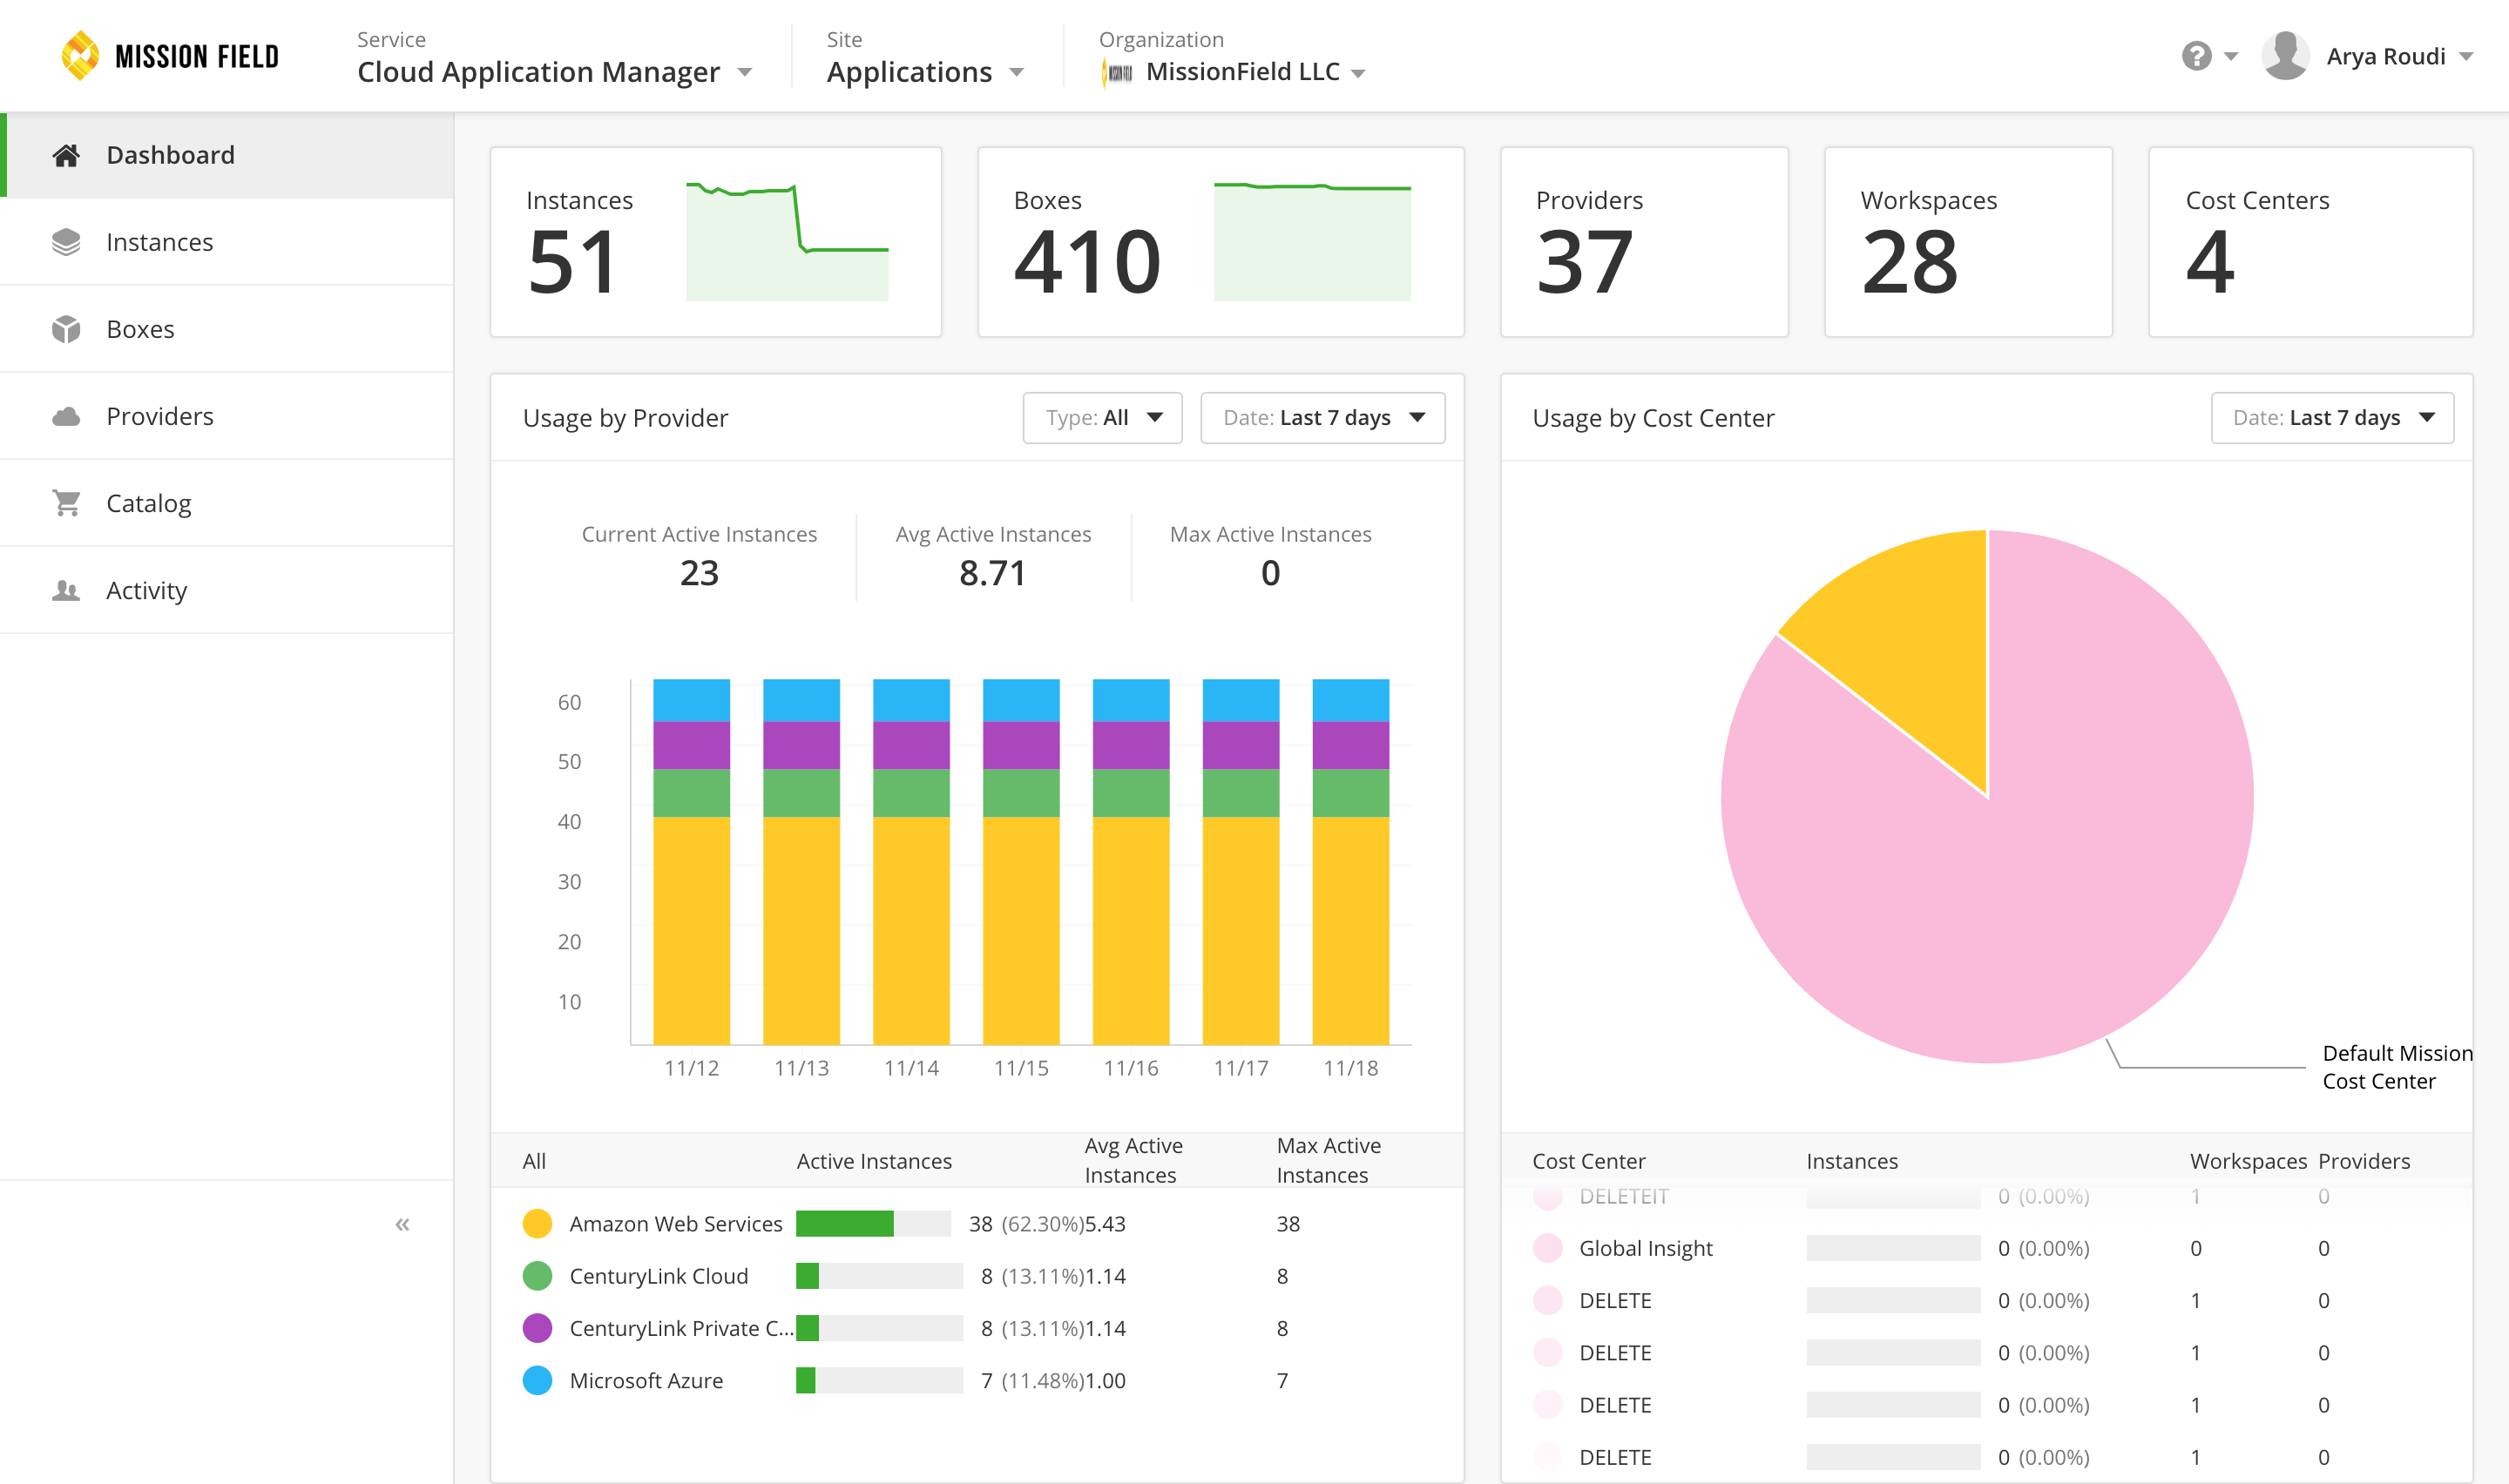 MISSION FIELD
Service
Cloud Application Manager
Site
Applications
Organization
MISSION FIELD
MissionField LLC
?
Arya Roudi
Dashboard
Instances
Boxes
Providers
Catalog
Activity
«
Instances
51
Boxes
410
Providers
37
Workspaces
28
Cost Centers
4
Usage by Provider
Type: All
Date: Last 7 days
Current Active Instances
23
Avg Active Instances
8.71
Max Active Instances
0
60
50
40
30
20
10
11/12 11/13 11/14 11/15 11/16 11/17 11/18
All Active Instances Avg Active Instances Max Active Instances
Amazon Web Services 38 (62.30%) 5.43 38
CenturyLink Cloud 8 (13.11%) 1.14 8
CenturyLink Private C... 8 (13.11%) 1.14 8
Microsoft Azure 7 (11.48%) 1.00 7
Usage by Cost Center
Date: Last 7 days
Default Mission
Cost Center
Cost Center Instances Workspaces Providers
DELETEIT 0 (0.00%) 1 0
Global Insight 0 (0.00%) 0 0
DELETE 0 (0.00%) 1 0
DELETE 0 (0.00%) 1 0
DELETE 0 (0.00%) 1 0
DELETE 0 (0.00%) 1 0